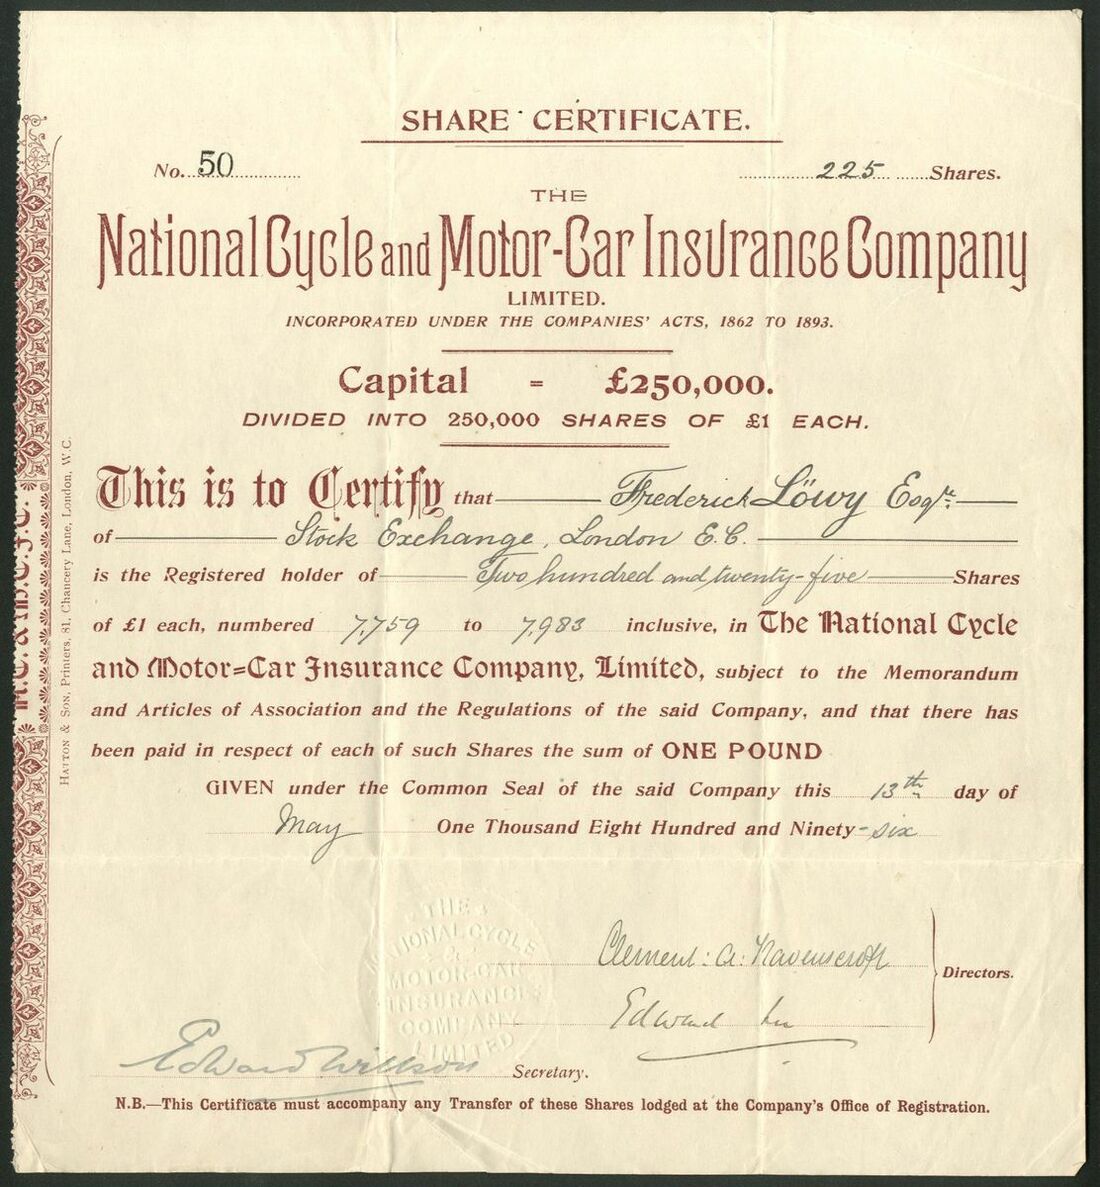 SHARE CERTIFICATE.
No. 50 225 Shares.
THE
National Cycle and Motor-Car Insurance Company
LIMITED.
INCORPORATED UNDER THE COMPANIES' ACTS, 1862 TO 1893.
Capital = £250,000.
DIVIDED INTO 250,000 SHARES OF £1 EACH.
This is to Certify that Frederick Löwy Esqre.
of Stock Exchange, London E.C.
is the Registered holder of Two hundred and twenty-five Shares
of £1 each, numbered 7,759 to 7,983 inclusive, in The National Cycle
and Motor=Car Insurance Company, Limited, subject to the Memorandum
and Articles of Association and the Regulations of the said Company, and that there has
been paid in respect of each of such Shares the sum of ONE POUND
GIVEN under the Common Seal of the said Company this 13th day of
May One Thousand Eight Hundred and Ninety-six
THE
NATIONAL CYCLE
&
MOTOR-CAR
INSURANCE
COMPANY
LIMITED
Clement: A: Ravenscroft
Directors.
Edward
Edward Willson Secretary.
N.B.—This Certificate must accompany any Transfer of these Shares lodged at the Company's Office of Registration.
HATTON & SON, Printers, 81, Chancery Lane, London, W.C.